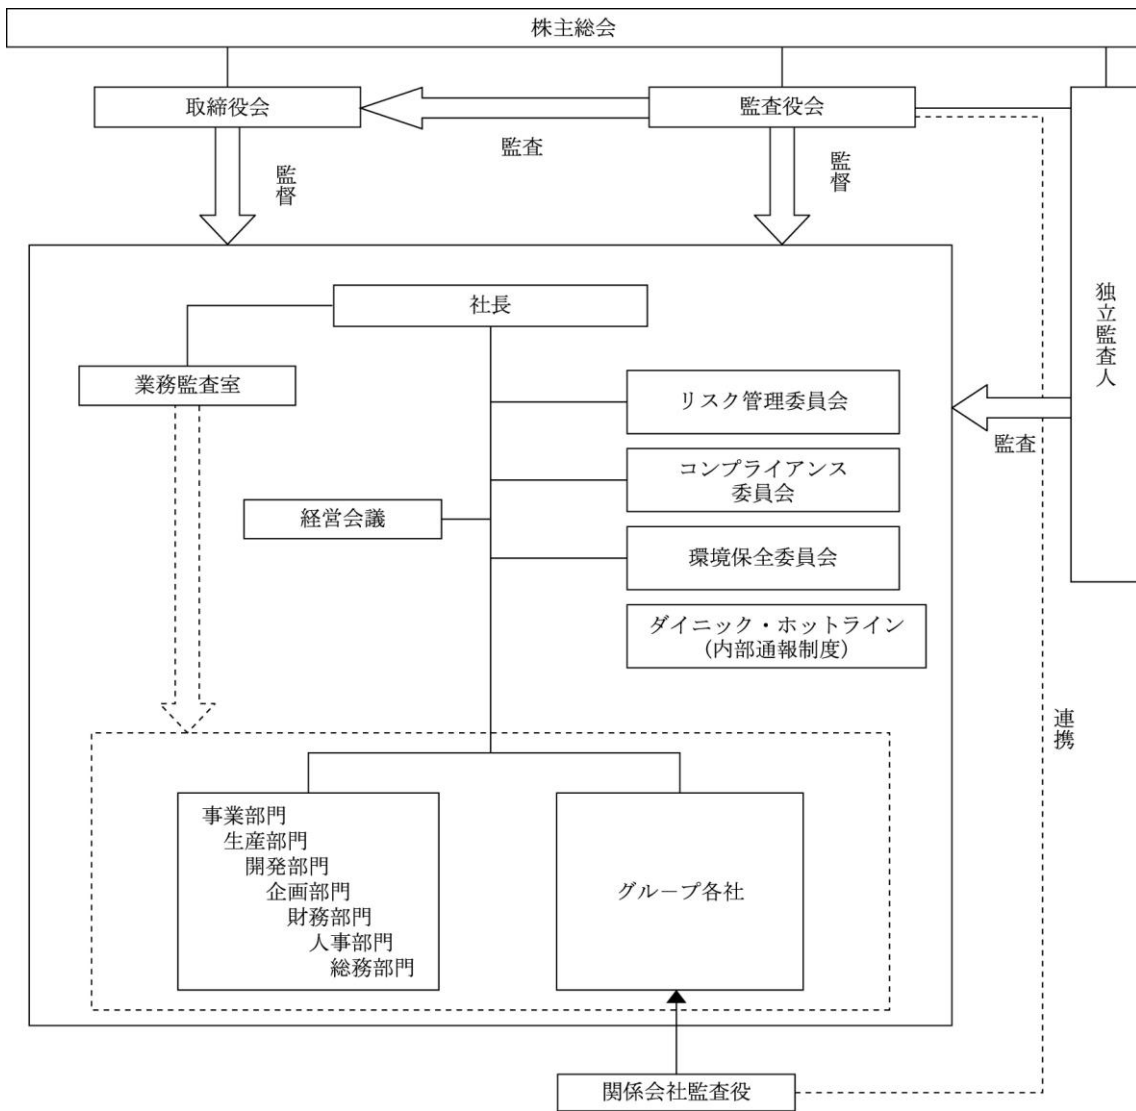 株主総会
取締役会
監査役会
監査
監督
監督
独立監査人
社長
業務監査室
リスク管理委員会
監査
コンプライアンス
委員会
経営会議
環境保全委員会
ダイニック・ホットライン
(内部通報制度)
連携
事業部門
生産部門
開発部門
企画部門
財務部門
人事部門
総務部門
グループ各社
関係会社監査役